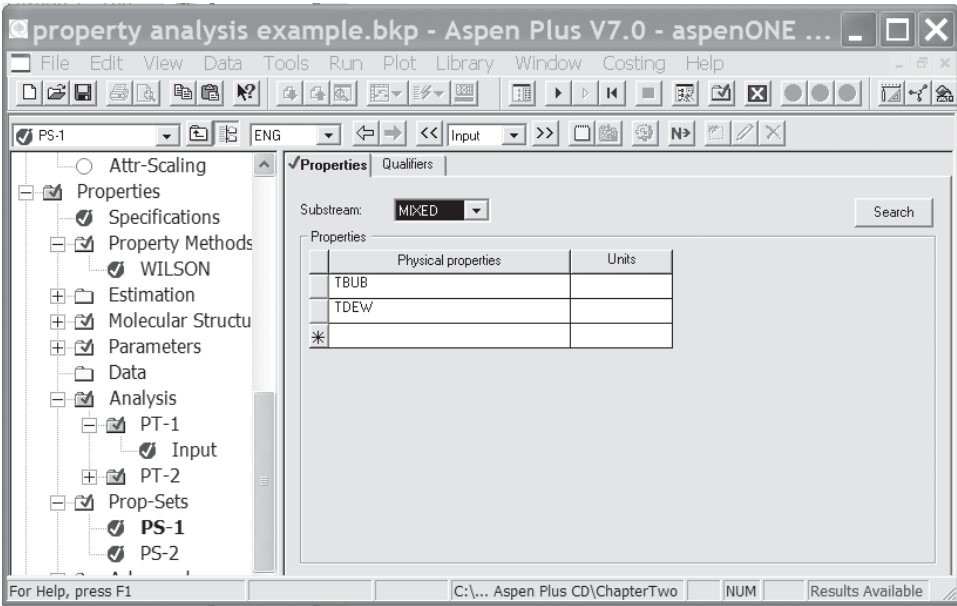 property analysis example.bkp - Aspen Plus V7.0 - aspenONE ...
File Edit View Data Tools Run Plot Library Window Costing Help
PS-1 ENG << Input >> N
Attr-Scaling
Properties
Specifications
Property Methods
WILSON
Estimation
Molecular Structu
Parameters
Data
Analysis
PT-1
Input
PT-2
Prop-Sets
PS-1
PS-2
Properties Qualifiers
Substream: MIXED Search
Properties
Physical properties Units
TBUB
TDEW
For Help, press F1 C:\... Aspen Plus CD\ChapterTwo NUM Results Available